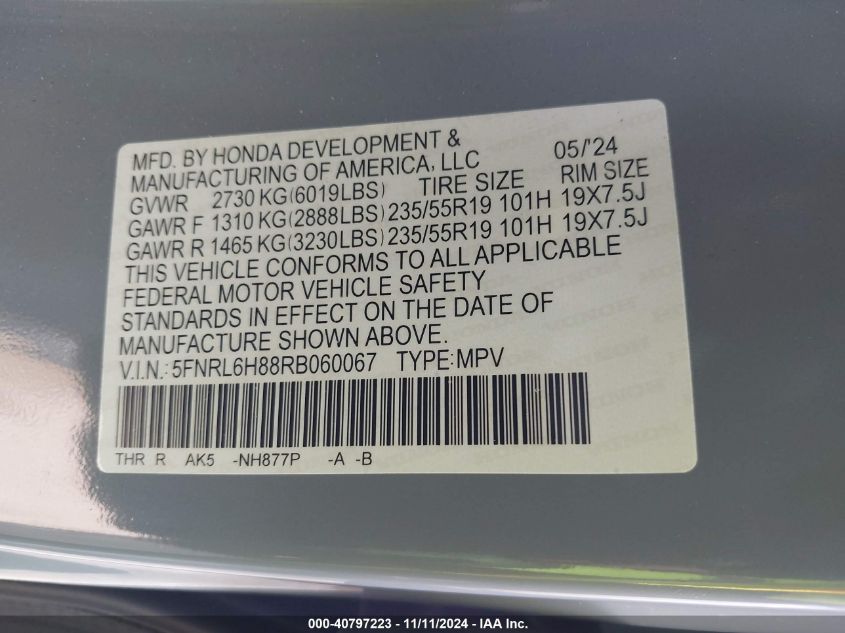 MFD. BY HONDA DEVELOPMENT & 05/'24
MANUFACTURING OF AMERICA, LLC RIM SIZE
GVWR 2730 KG(6019LBS) TIRE SIZE
GAWR F 1310 KG(2888LBS) 235/55R19 101H 19X7.5J
GAWR R 1465 KG(3230LBS) 235/55R19 101H 19X7.5J
THIS VEHICLE CONFORMS TO ALL APPLICABLE
FEDERAL MOTOR VEHICLE SAFETY
STANDARDS IN EFFECT ON THE DATE OF
MANUFACTURE SHOWN ABOVE.
V.I.N.: 5FNRL6H88RB060067 TYPE:MPV
THR R AK5 -NH877P -A -B
000-40797223 - 11/11/2024 - IAA Inc.